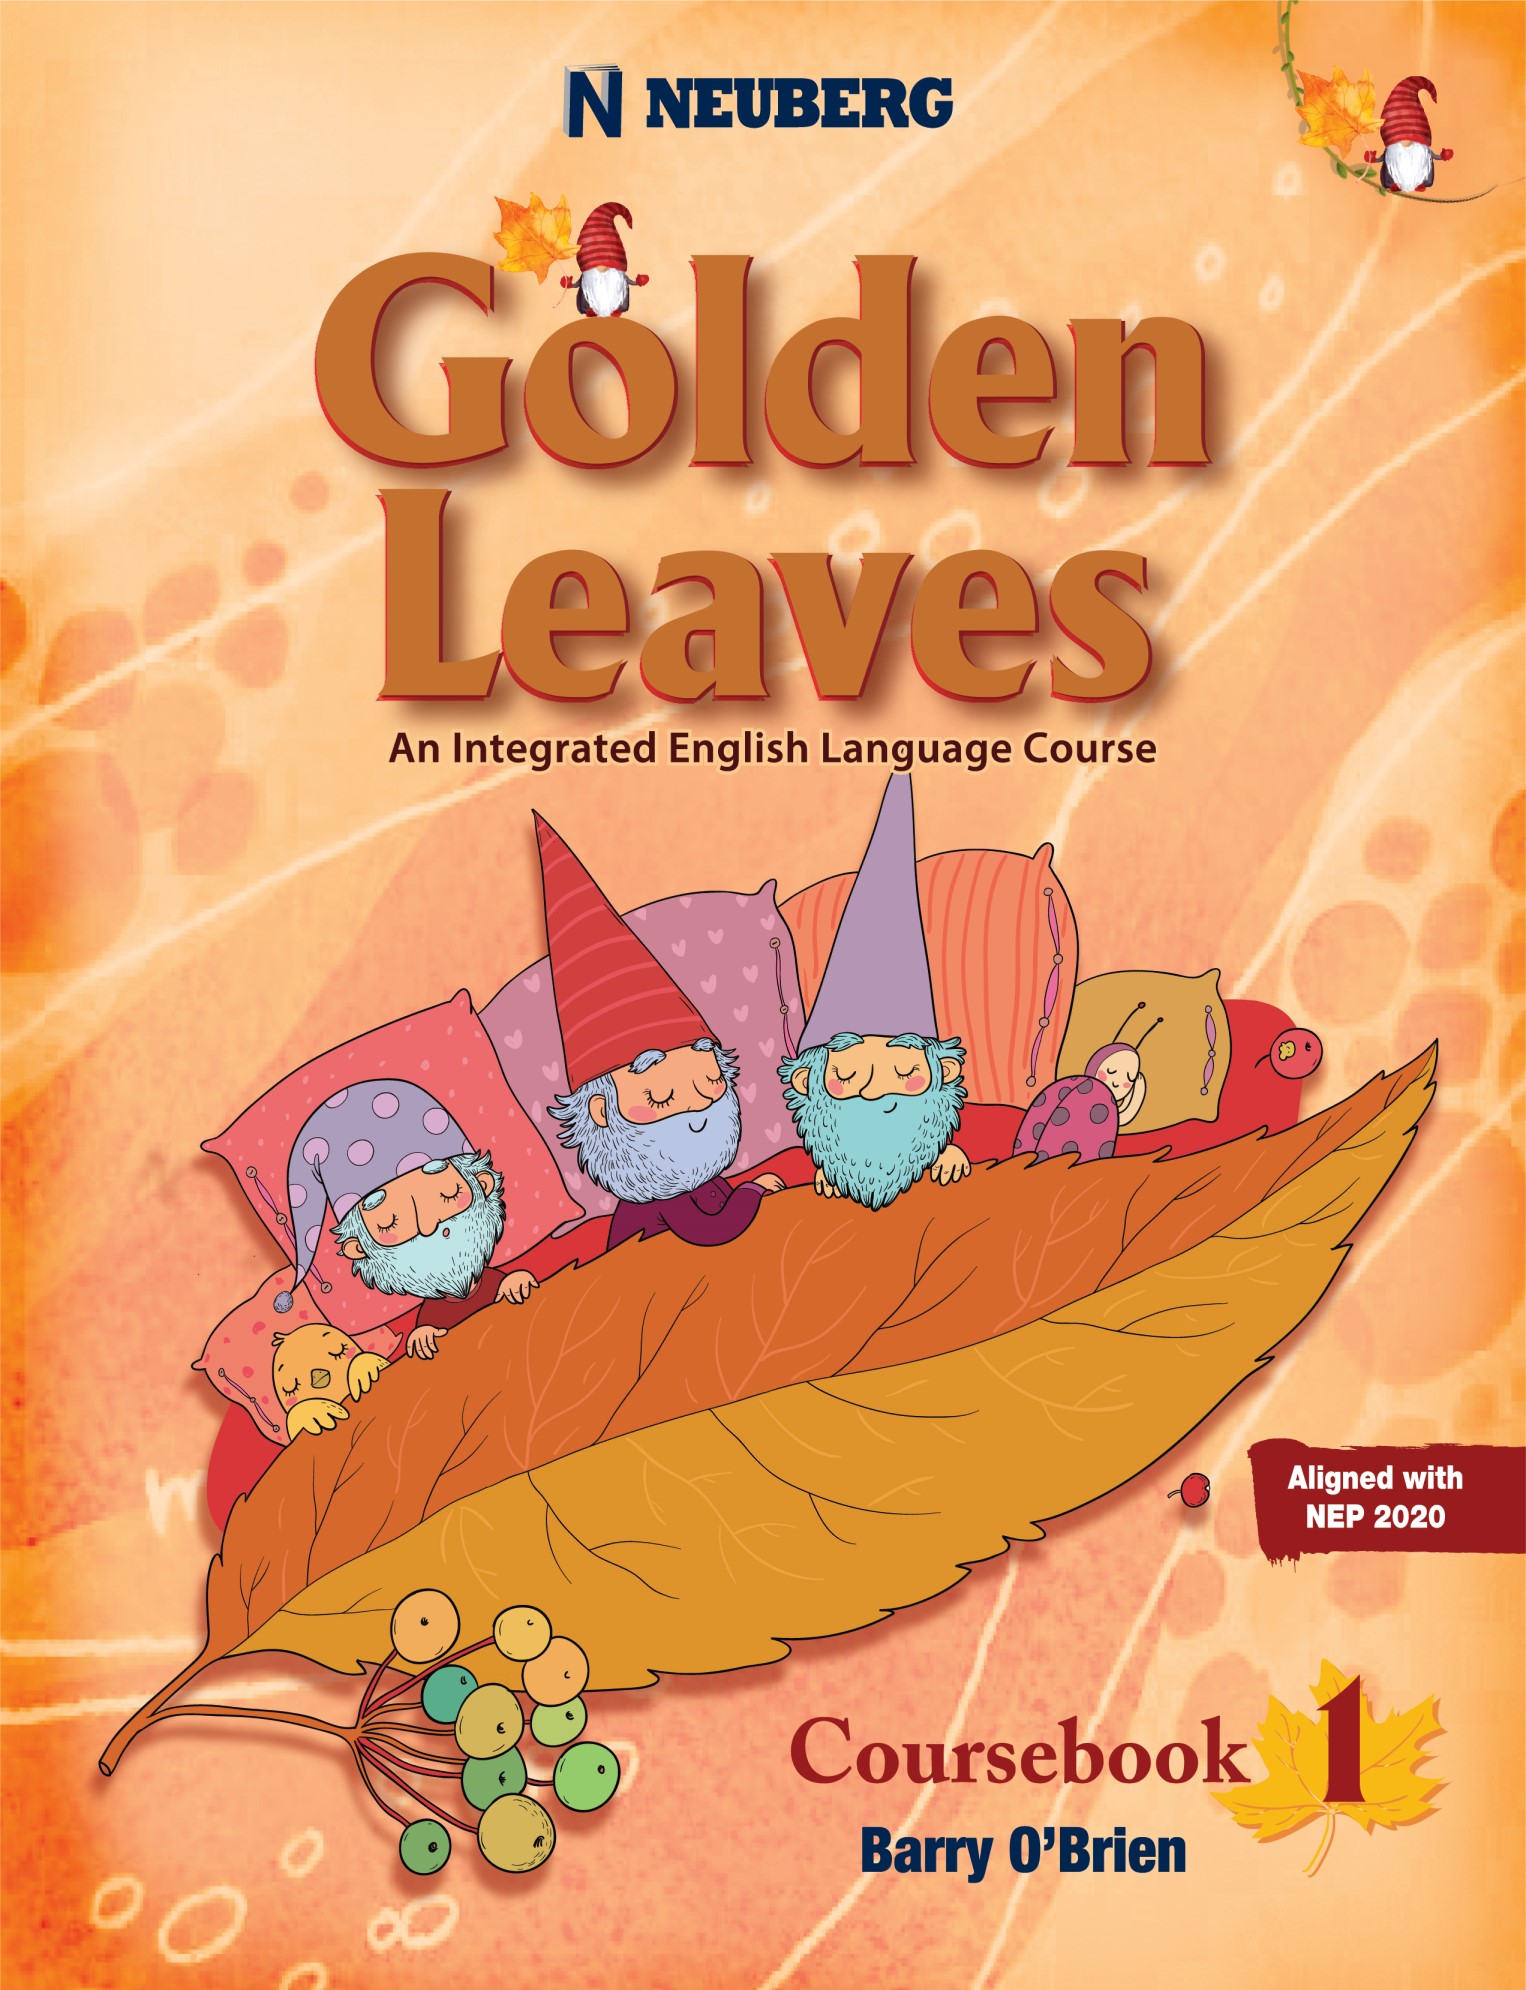 N NEUBERG
Golden
Leaves
An Integrated English Language Course
Aligned with
NEP 2020
Coursebook 1
Barry O'Brien